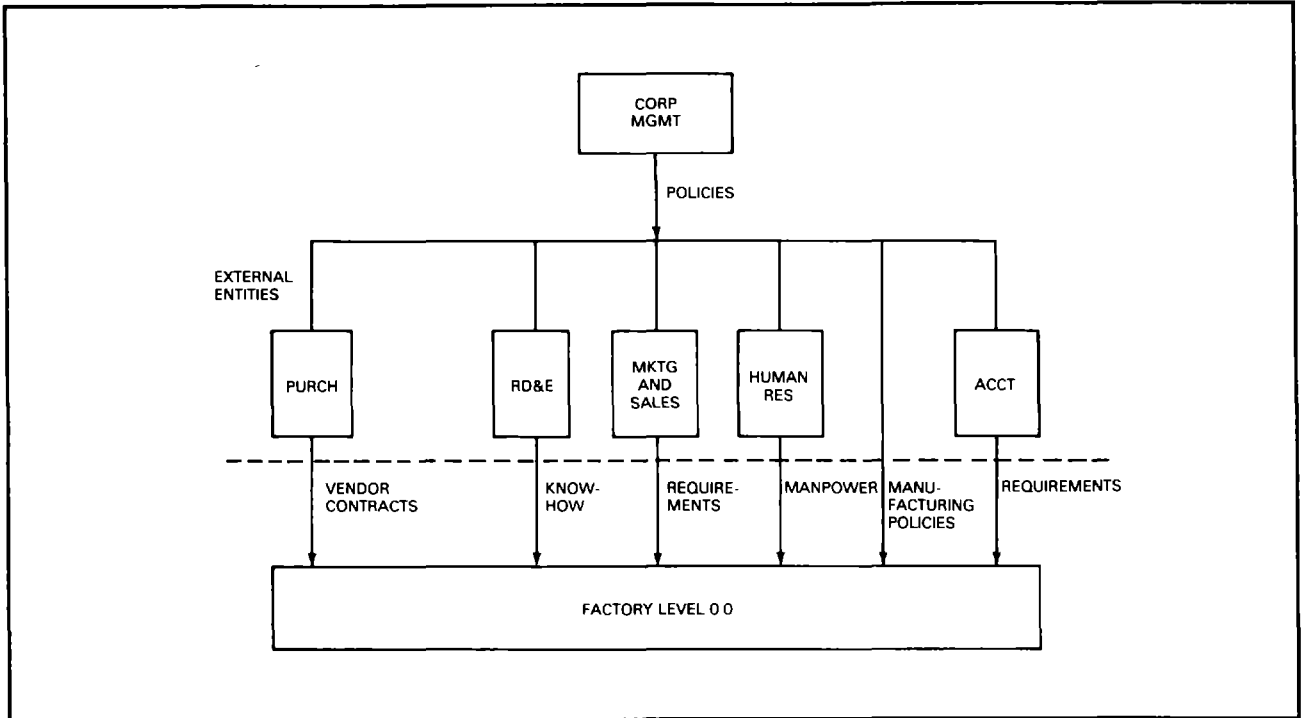 CORP
MGMT
POLICIES
EXTERNAL
ENTITIES
PURCH
RD&E
MKTG
AND
SALES
HUMAN
RES
ACCT
VENDOR
CONTRACTS
KNOW-
HOW
REQUIRE-
MENTS
MANPOWER
MANU-
FACTURING
POLICIES
REQUIREMENTS
FACTORY LEVEL 0 0